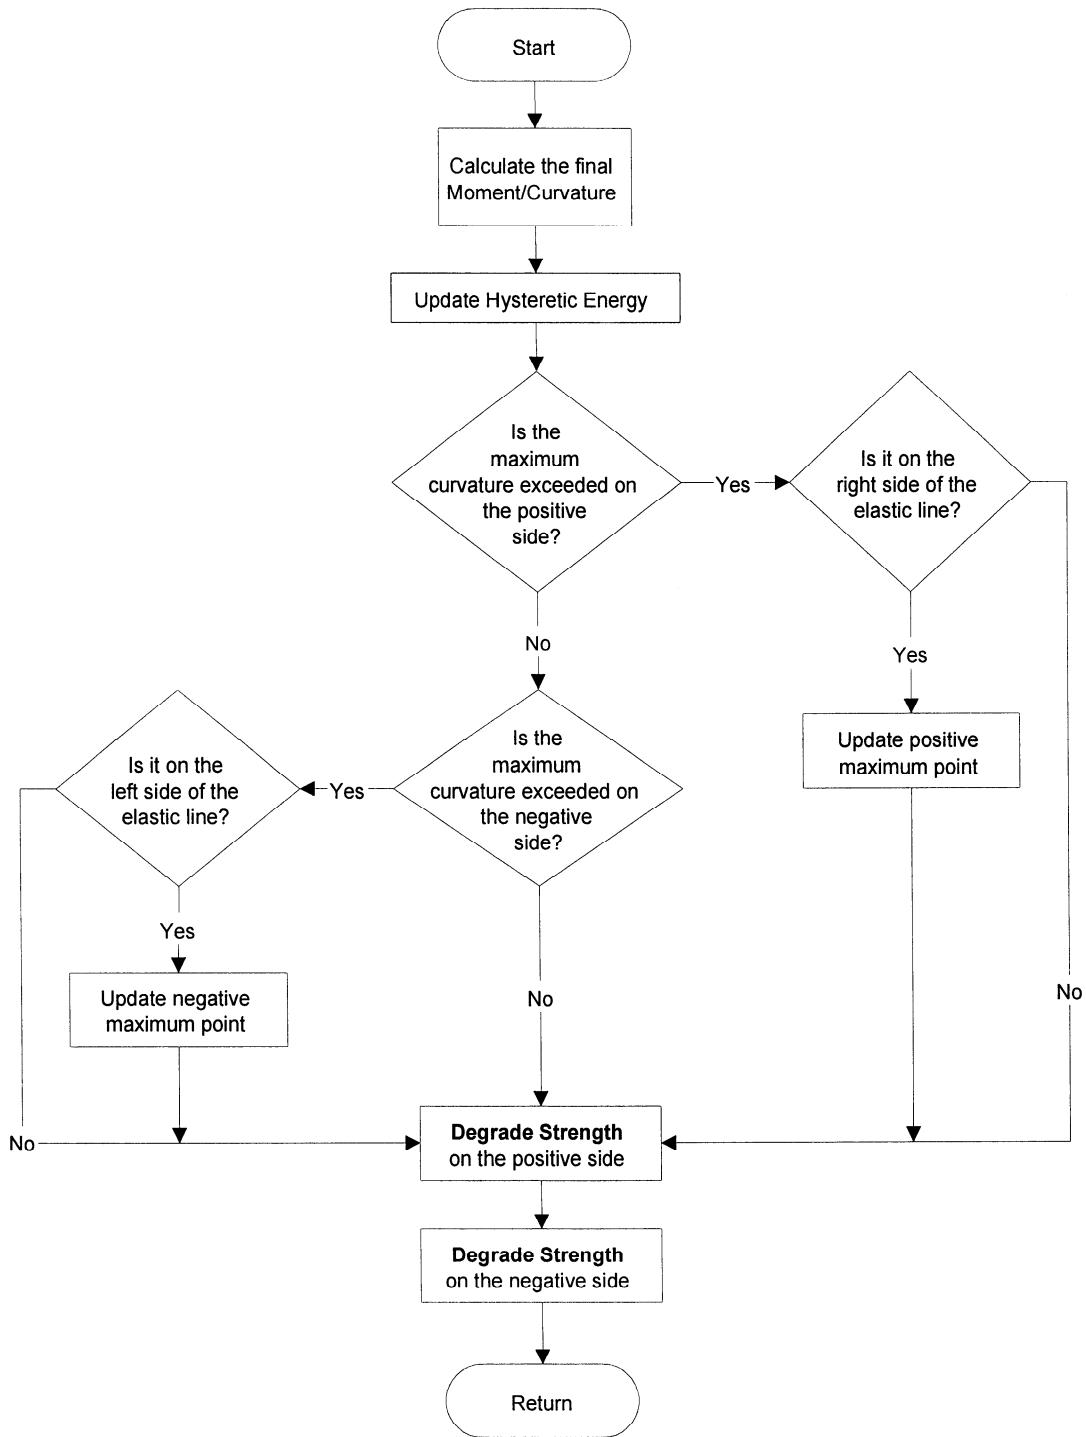 Start
Calculate the final
Moment/Curvature
Update Hysteretic Energy
Is the
maximum
curvature exceeded on
the positive
side?
Yes
Is it on the
right side of the
elastic line?
No
Yes
Update positive
maximum point
No
Is the
maximum
curvature exceeded on
the negative
side?
Yes
Is it on the
left side of the
elastic line?
Yes
Update negative
maximum point
No
No
Degrade Strength
on the positive side
Degrade Strength
on the negative side
Return